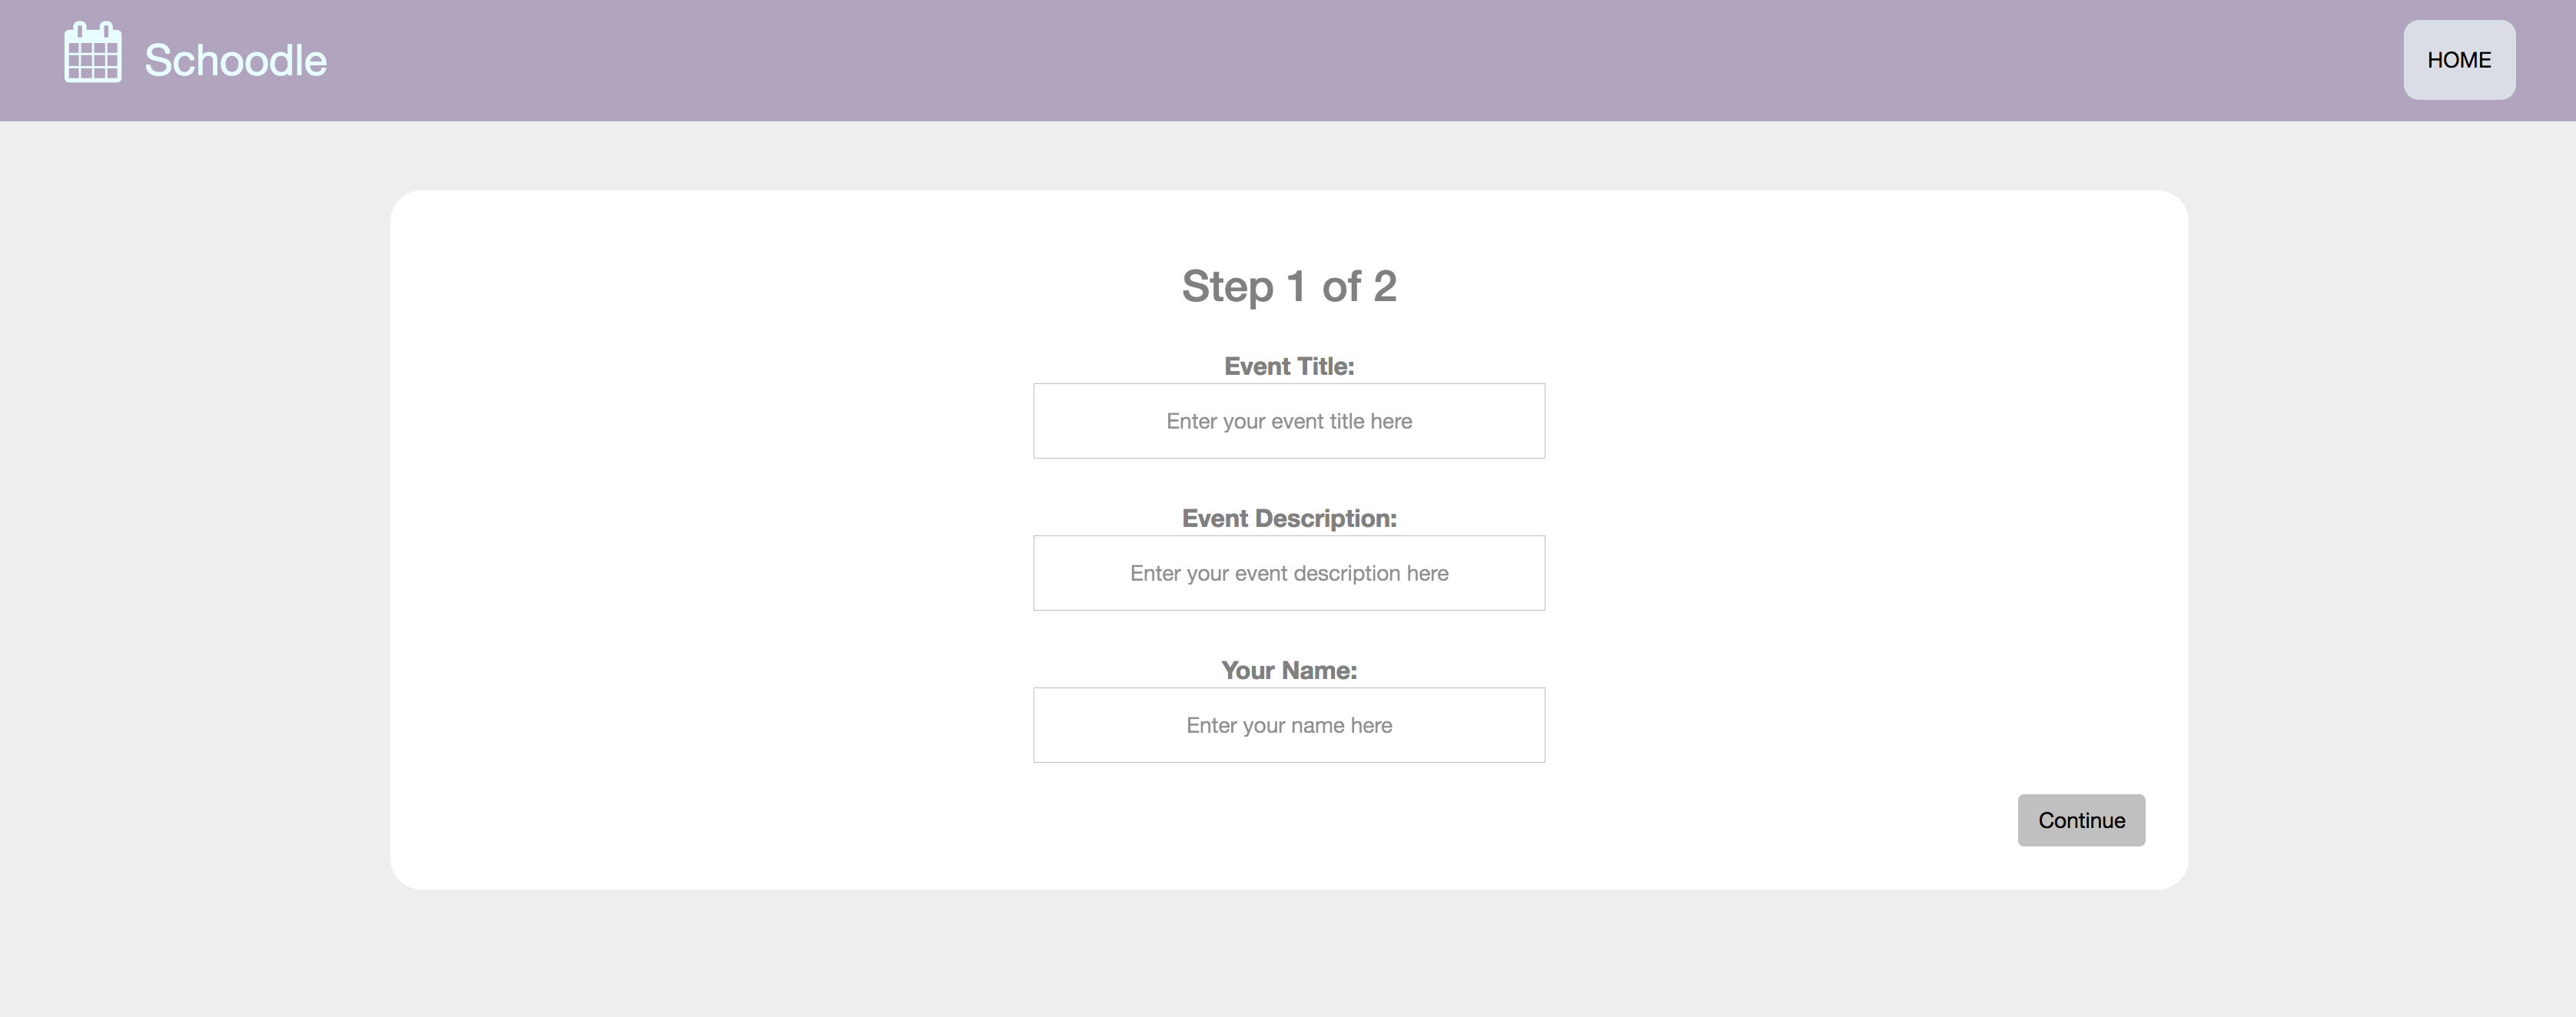 Schoodle
HOME
Step 1 of 2
Event Title:
Enter your event title here
Event Description:
Enter your event description here
Your Name:
Enter your name here
Continue